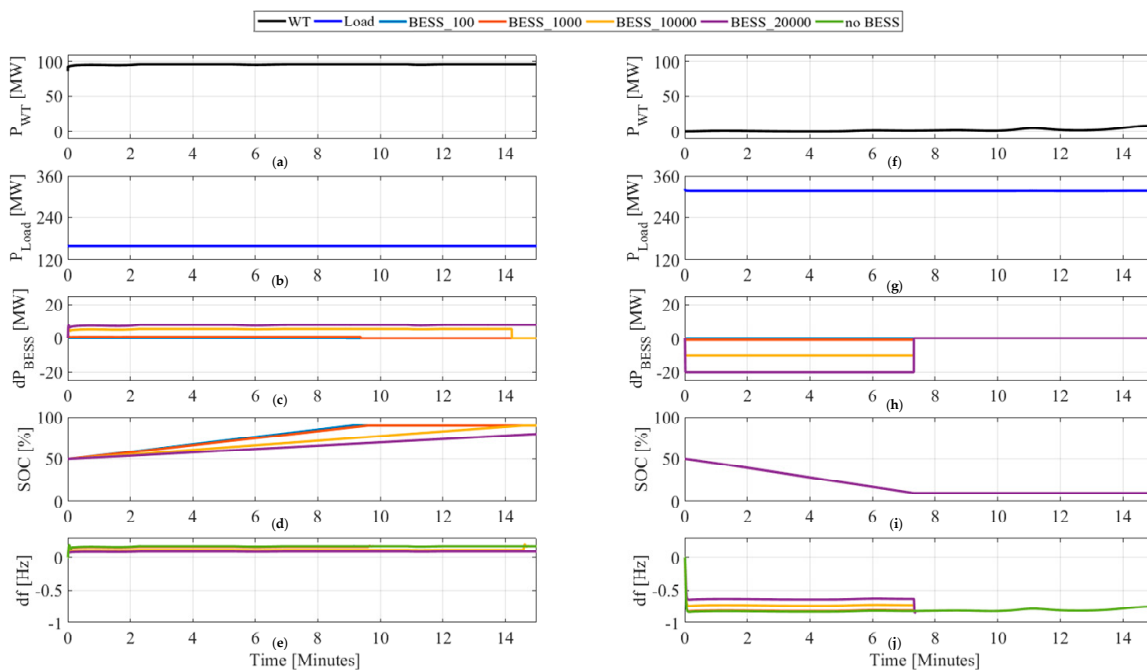 WT Load BESS_100 BESS_1000 BESS_10000 BESS_20000 no BESS
P_WT [MW]
100
50
0
0 2 4 6 8 10 12 14
(a)
P_Load [MW]
360
240
120
0 2 4 6 8 10 12 14
(b)
dP_BESS [MW]
20
0
-20
0 2 4 6 8 10 12 14
(c)
SOC [%]
100
50
0
0 2 4 6 8 10 12 14
(d)
df [Hz]
0
-0.5
-1
0 2 4 6 8 10 12 14
(e)
Time [Minutes]
P_WT [MW]
100
50
0
0 2 4 6 8 10 12 14
(f)
P_Load [MW]
360
240
120
0 2 4 6 8 10 12 14
(g)
dP_BESS [MW]
20
0
-20
0 2 4 6 8 10 12 14
(h)
SOC [%]
100
50
0
0 2 4 6 8 10 12 14
(i)
df [Hz]
0
-0.5
-1
0 2 4 6 8 10 12 14
(j)
Time [Minutes]